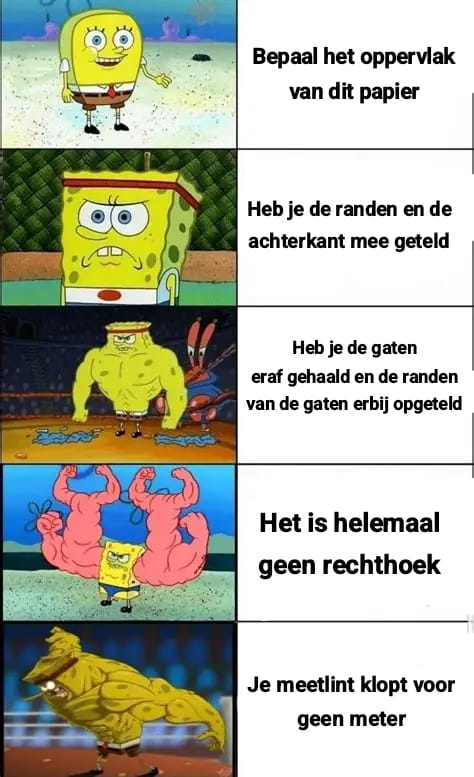 Bepaal het oppervlak
van dit papier
Heb je de randen en de
achterkant mee geteld
Heb je de gaten
eraf gehaald en de randen
van de gaten erbij opgeteld
Het is helemaal
geen rechthoek
Je meetlint klopt voor
geen meter